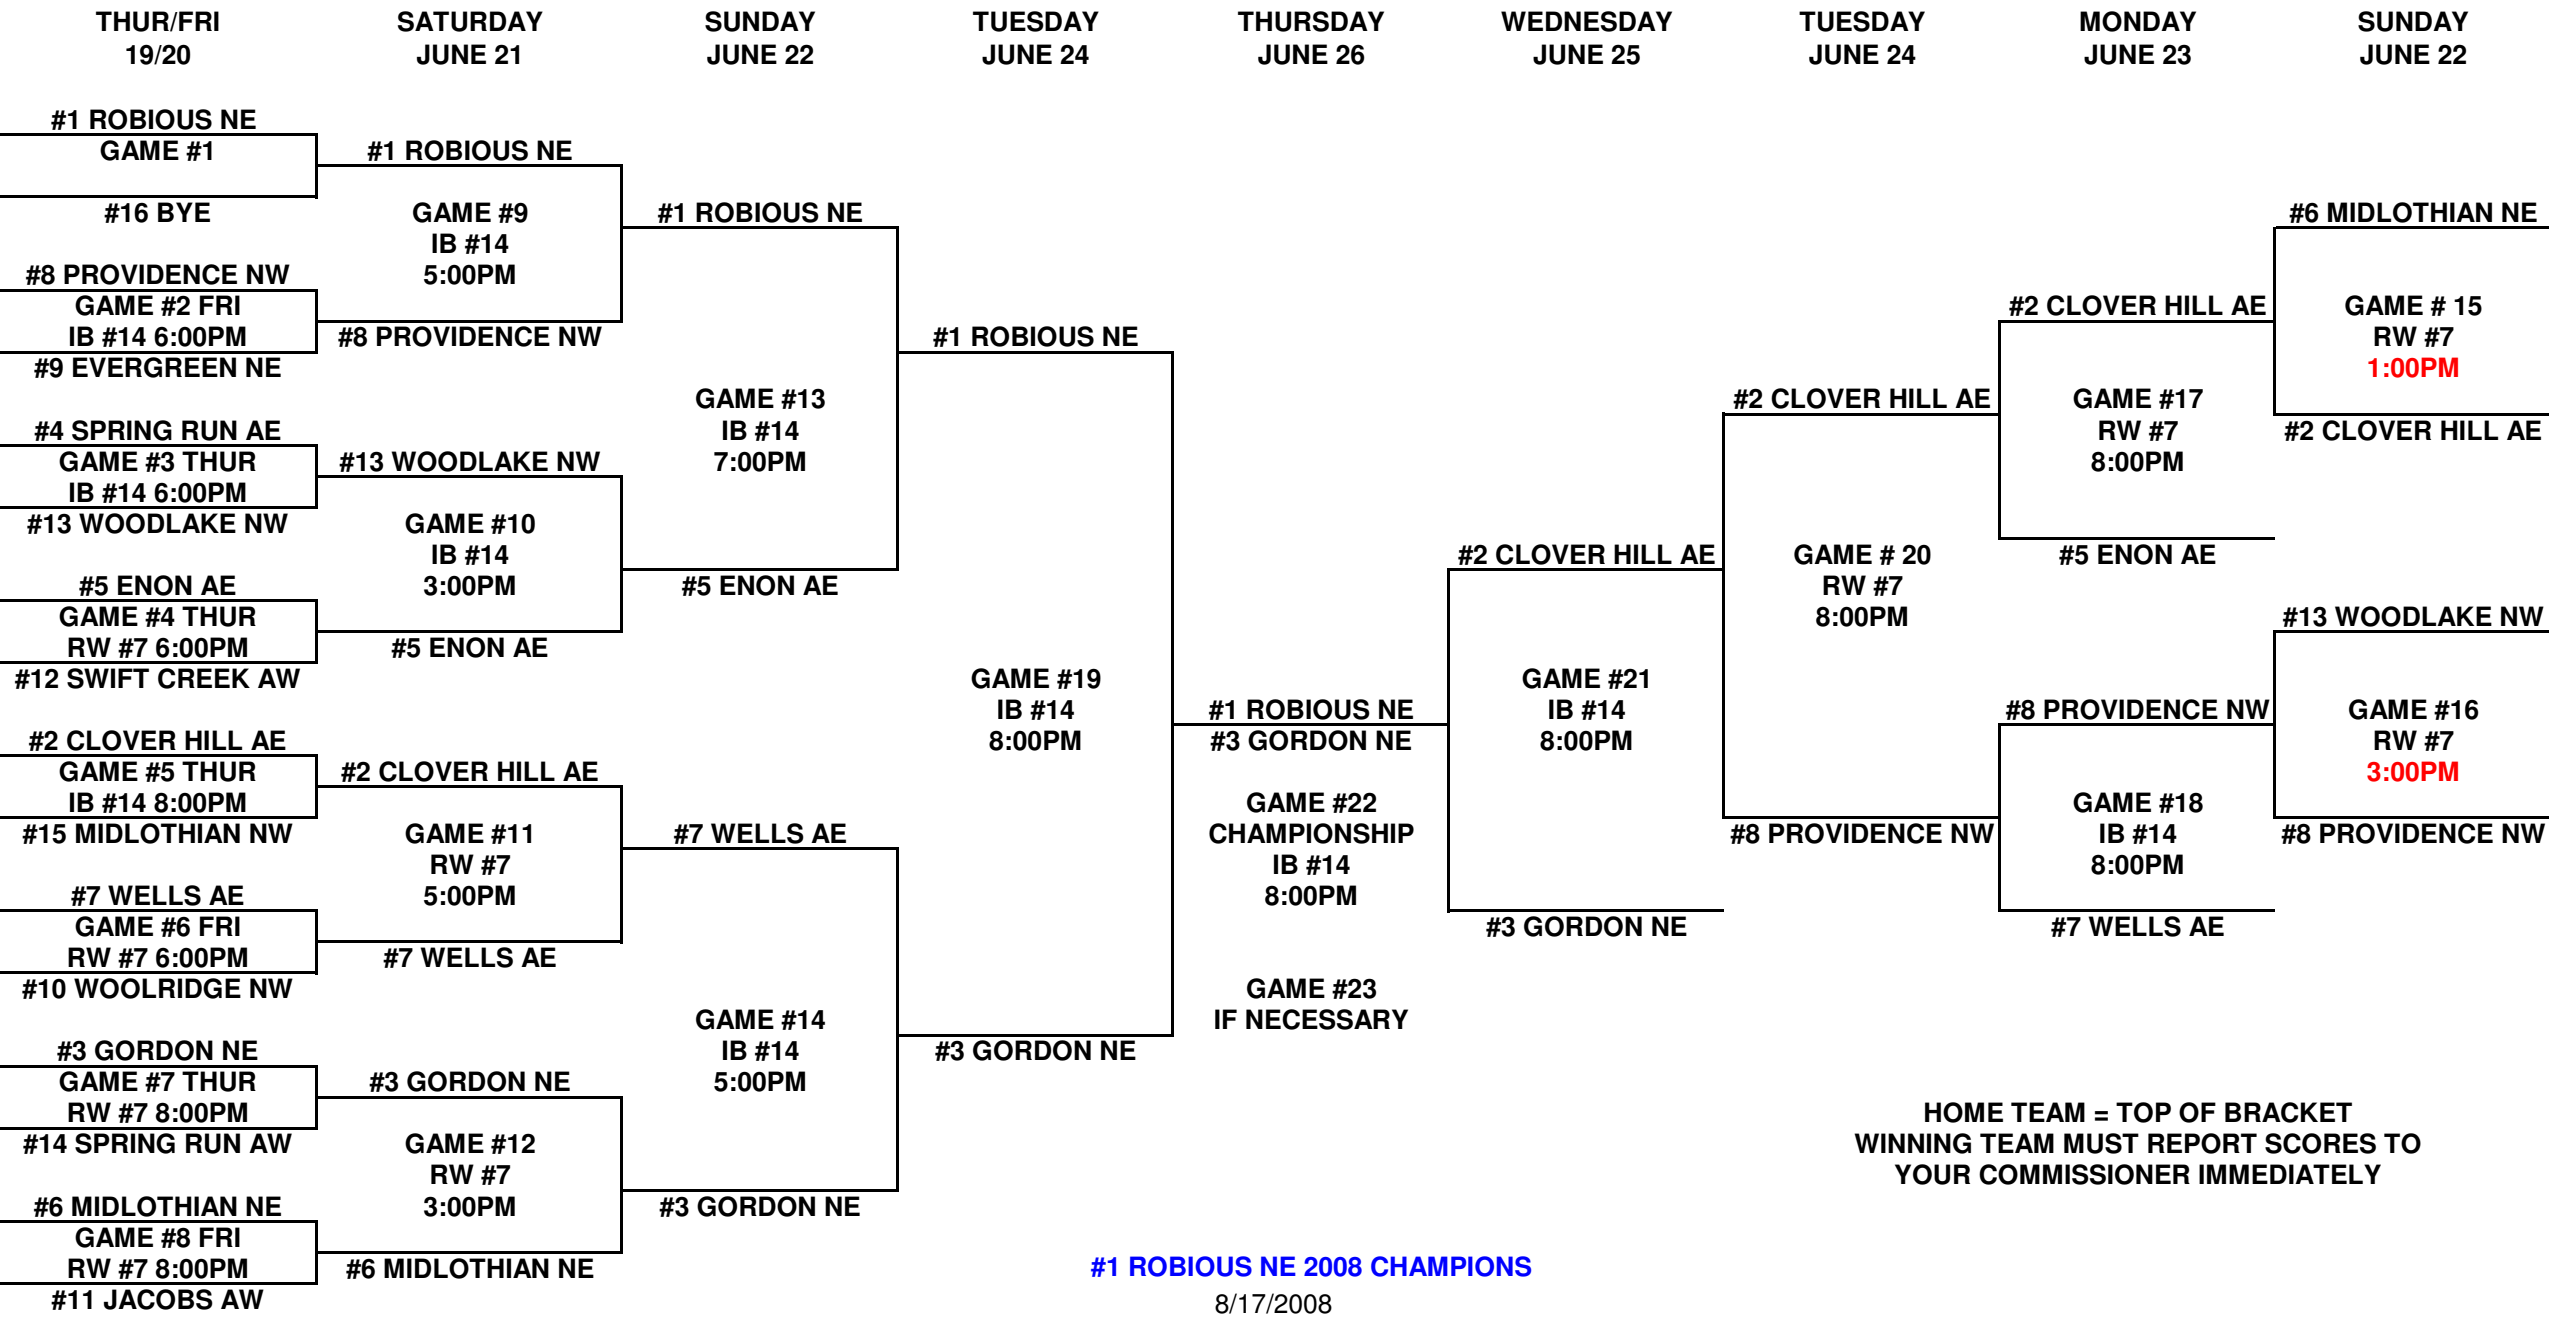 THUR/FRI
19/20
SATURDAY
JUNE 21
SUNDAY
JUNE 22
TUESDAY
JUNE 24
THURSDAY
JUNE 26
WEDNESDAY
JUNE 25
TUESDAY
JUNE 24
MONDAY
JUNE 23
SUNDAY
JUNE 22
#1 ROBIOUS NE
GAME #1
#16 BYE
#8 PROVIDENCE NW
GAME #2 FRI
IB #14 6:00PM
#9 EVERGREEN NE
#4 SPRING RUN AE
GAME #3 THUR
IB #14 6:00PM
#13 WOODLAKE NW
#5 ENON AE
GAME #4 THUR
RW #7 6:00PM
#12 SWIFT CREEK AW
#2 CLOVER HILL AE
GAME #5 THUR
IB #14 8:00PM
#15 MIDLOTHIAN NW
#7 WELLS AE
GAME #6 FRI
RW #7 6:00PM
#10 WOOLRIDGE NW
#3 GORDON NE
GAME #7 THUR
RW #7 8:00PM
#14 SPRING RUN AW
#6 MIDLOTHIAN NE
GAME #8 FRI
RW #7 8:00PM
#11 JACOBS AW
#1 ROBIOUS NE
GAME #9
IB #14
5:00PM
#8 PROVIDENCE NW
#13 WOODLAKE NW
GAME #10
IB #14
3:00PM
#5 ENON AE
#2 CLOVER HILL AE
GAME #11
RW #7
5:00PM
#7 WELLS AE
#3 GORDON NE
GAME #12
RW #7
3:00PM
#6 MIDLOTHIAN NE
#1 ROBIOUS NE
GAME #13
IB #14
7:00PM
#5 ENON AE
#7 WELLS AE
GAME #14
IB #14
5:00PM
#3 GORDON NE
#1 ROBIOUS NE
GAME #19
IB #14
8:00PM
#3 GORDON NE
#1 ROBIOUS NE
#3 GORDON NE
GAME #22
CHAMPIONSHIP
IB #14
8:00PM
GAME #23
IF NECESSARY
#2 CLOVER HILL AE
GAME #21
IB #14
8:00PM
#3 GORDON NE
#2 CLOVER HILL AE
GAME # 20
RW #7
8:00PM
#8 PROVIDENCE NW
#2 CLOVER HILL AE
GAME #17
RW #7
8:00PM
#5 ENON AE
#8 PROVIDENCE NW
GAME #18
IB #14
8:00PM
#7 WELLS AE
#6 MIDLOTHIAN NE
GAME # 15
RW #7
1:00PM
#2 CLOVER HILL AE
#13 WOODLAKE NW
GAME #16
RW #7
3:00PM
#8 PROVIDENCE NW
HOME TEAM = TOP OF BRACKET
WINNING TEAM MUST REPORT SCORES TO
YOUR COMMISSIONER IMMEDIATELY
#1 ROBIOUS NE 2008 CHAMPIONS
8/17/2008